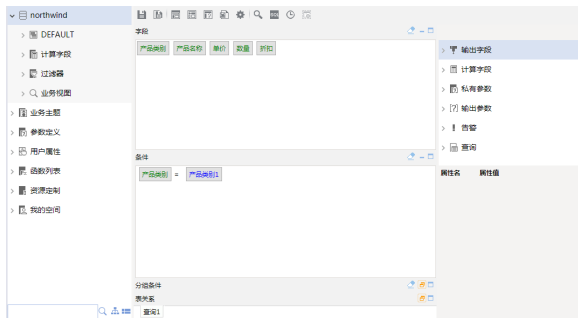 northwind
DEFAULT
计算字段
过滤器
业务视图
业务主题
参数定义
用户属性
函数列表
资源定制
我的空间
字段
产品类别 产品名称 单价 数量 折扣
条件
产品类别 = 产品类别1
分组条件
表关系
查询1
输出字段
计算字段
私有参数
输出参数
告警
查询
属性名 属性值